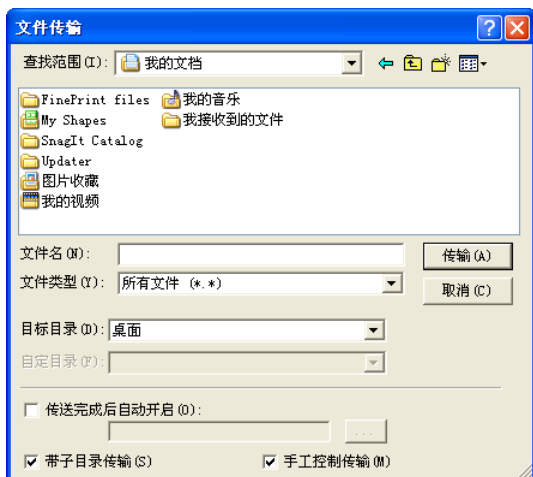 文件传输
查找范围(I): 我的文档
FinePrint files 我的音乐
My Shapes 我接收到的文件
SnagIt Catalog
Updater
图片收藏
我的视频
文件名(N): 传输(A)
文件类型(Y): 所有文件 (*.*) 取消(C)
目标目录(D): 桌面
自定目录(F):
传送完成后自动开启(O):
...
带子目录传输(S) 手工控制传输(M)